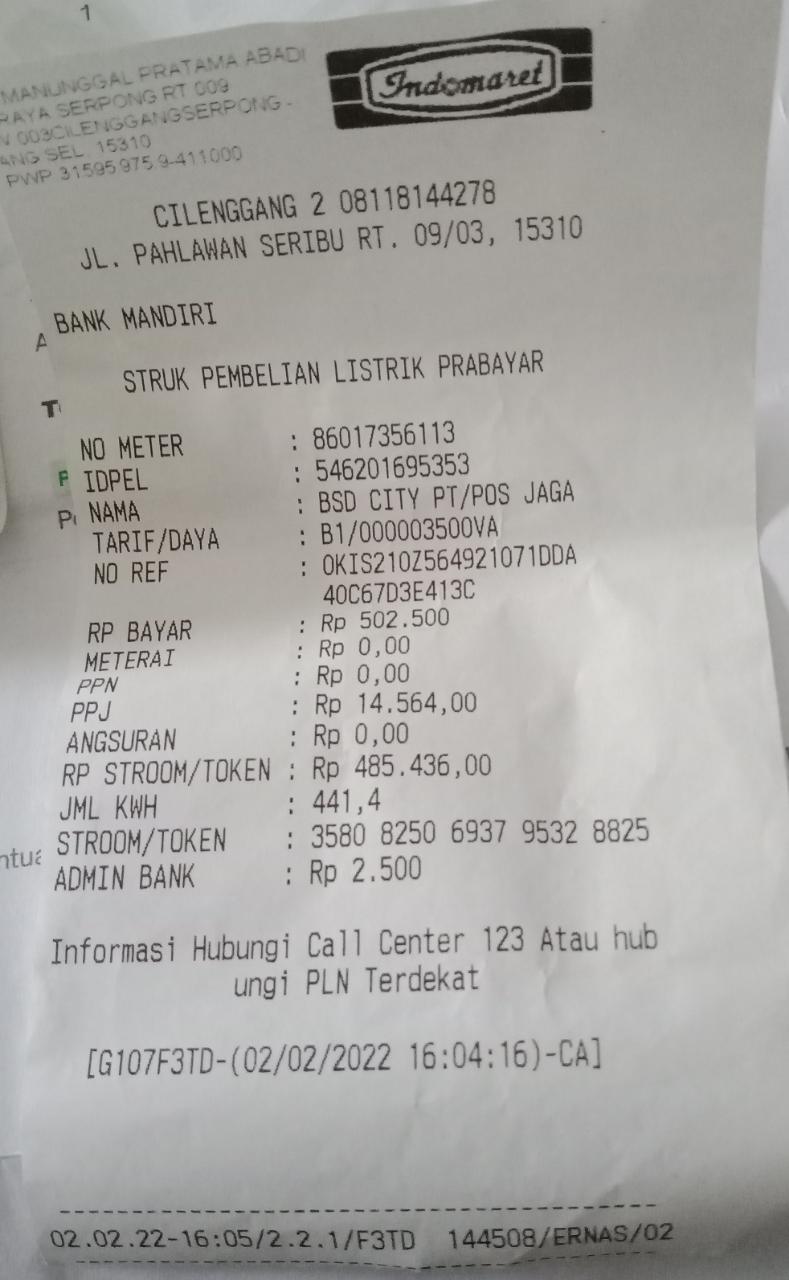 1
MANUNGGAL PRATAMA ABADI
RAYA SERPONG RT 009
003CILENGGANGSERPONG -
ANG SEL, 15310
PWP 31595 975 9-411000
Indomaret
CILENGGANG 2 08118144278
JL. PAHLAWAN SERIBU RT. 09/03, 15310
BANK MANDIRI
A
STRUK PEMBELIAN LISTRIK PRABAYAR
NO METER : 86017356113
IDPEL : 546201695353
NAMA : BSD CITY PT/POS JAGA
TARIF/DAYA : B1/000003500VA
NO REF : 0KIS210Z564921071DDA
40C67D3E413C
RP BAYAR : Rp 502.500
METERAI : Rp 0,00
PPN : Rp 0,00
PPJ : Rp 14.564,00
ANGSURAN : Rp 0,00
RP STROOM/TOKEN : Rp 485.436,00
JML KWH : 441,4
STROOM/TOKEN : 3580 8250 6937 9532 8825
ntua
ADMIN BANK : Rp 2.500
Informasi Hubungi Call Center 123 Atau hub
ungi PLN Terdekat
[G107F3TD-(02/02/2022 16:04:16)-CA]
02.02.22-16:05/2.2.1/F3TD 144508/ERNAS/02